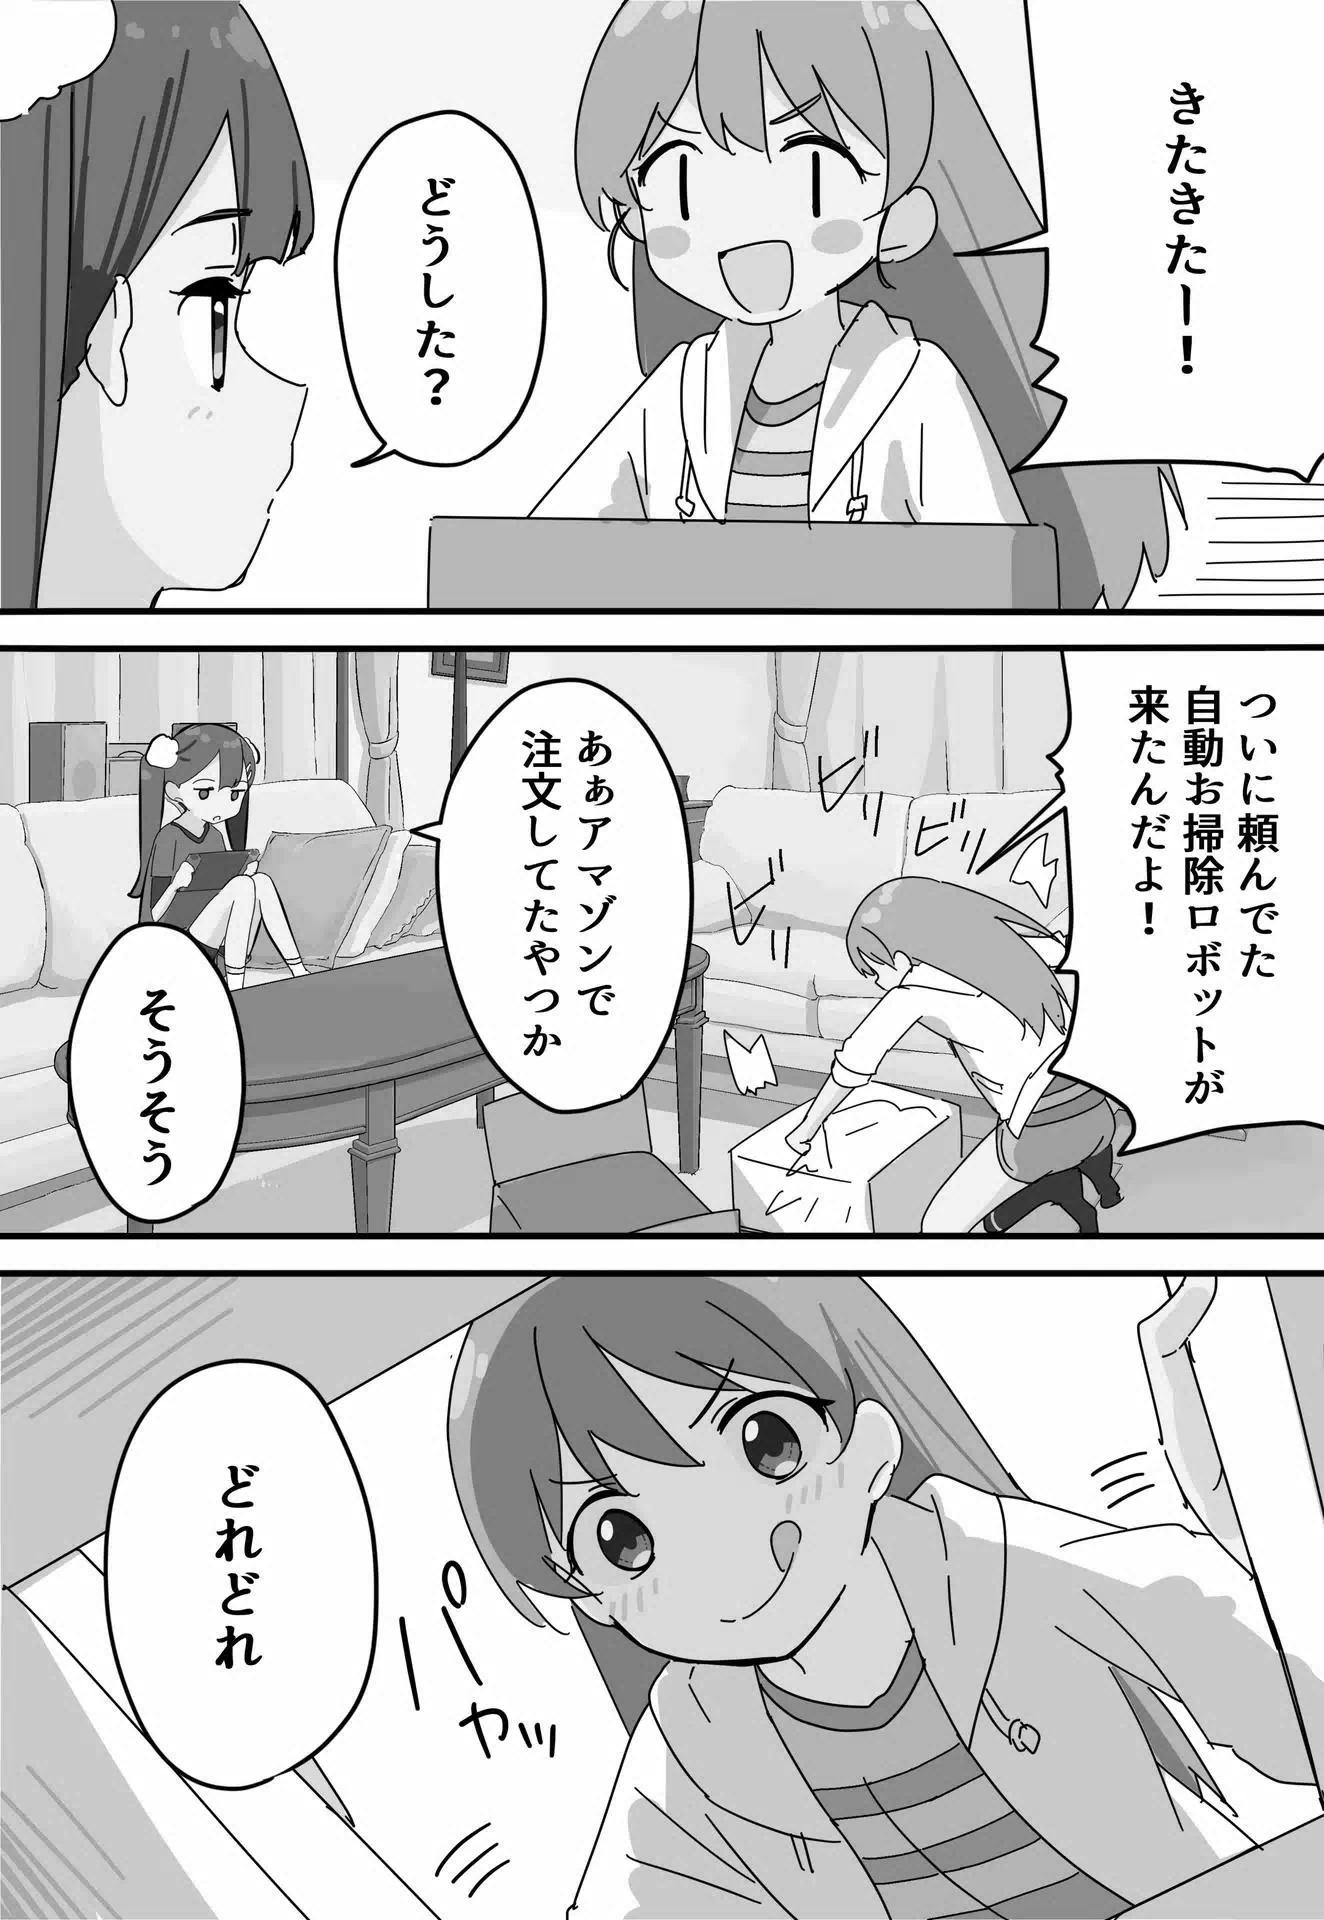 きたきたー！
どうした？
ついに頼んでた
自動お掃除ロボットが
来たんだよ！
ビリビリ
あぁアマゾンで
注文してたやつか
そうそう
どれどれ
パカッ